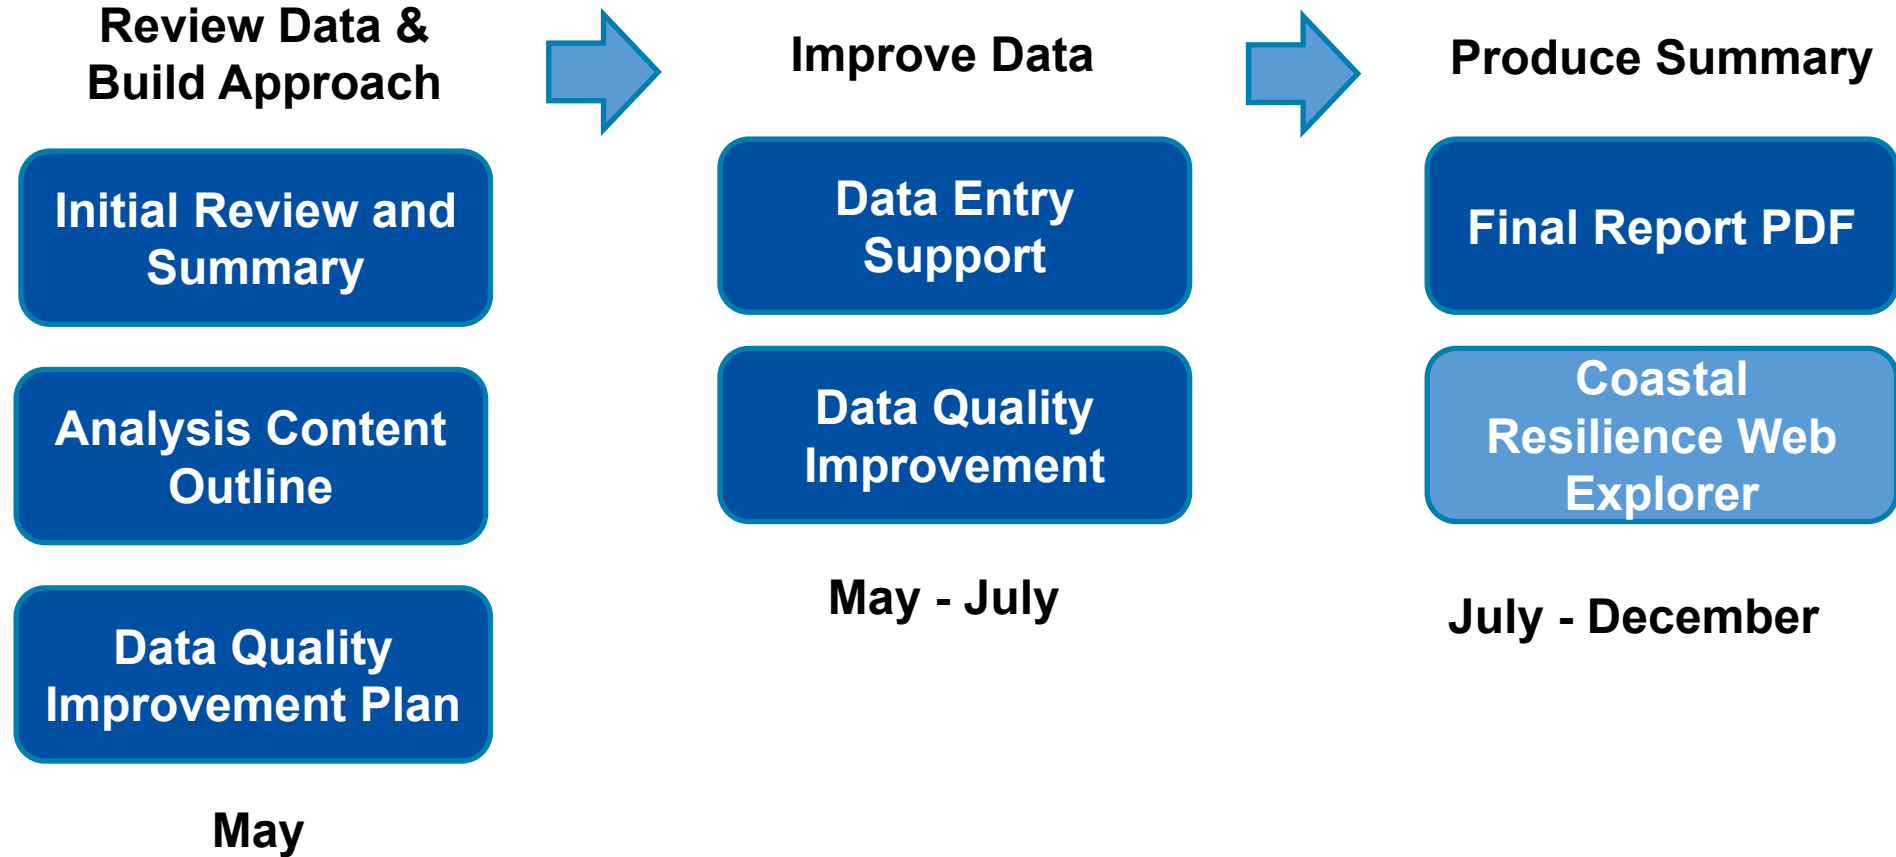 Review Data &
Build Approach
Initial Review and
Summary
Analysis Content
Outline
Data Quality
Improvement Plan
May
Improve Data
Data Entry
Support
Data Quality
Improvement
May - July
Produce Summary
Final Report PDF
Coastal
Resilience Web
Explorer
July - December